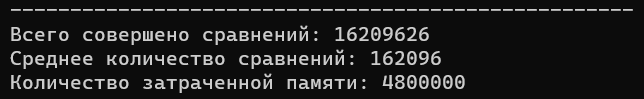 ------------------------------------------------------
Всего совершено сравнений: 16209626
Среднее количество сравнений: 162096
Количество затраченной памяти: 4800000